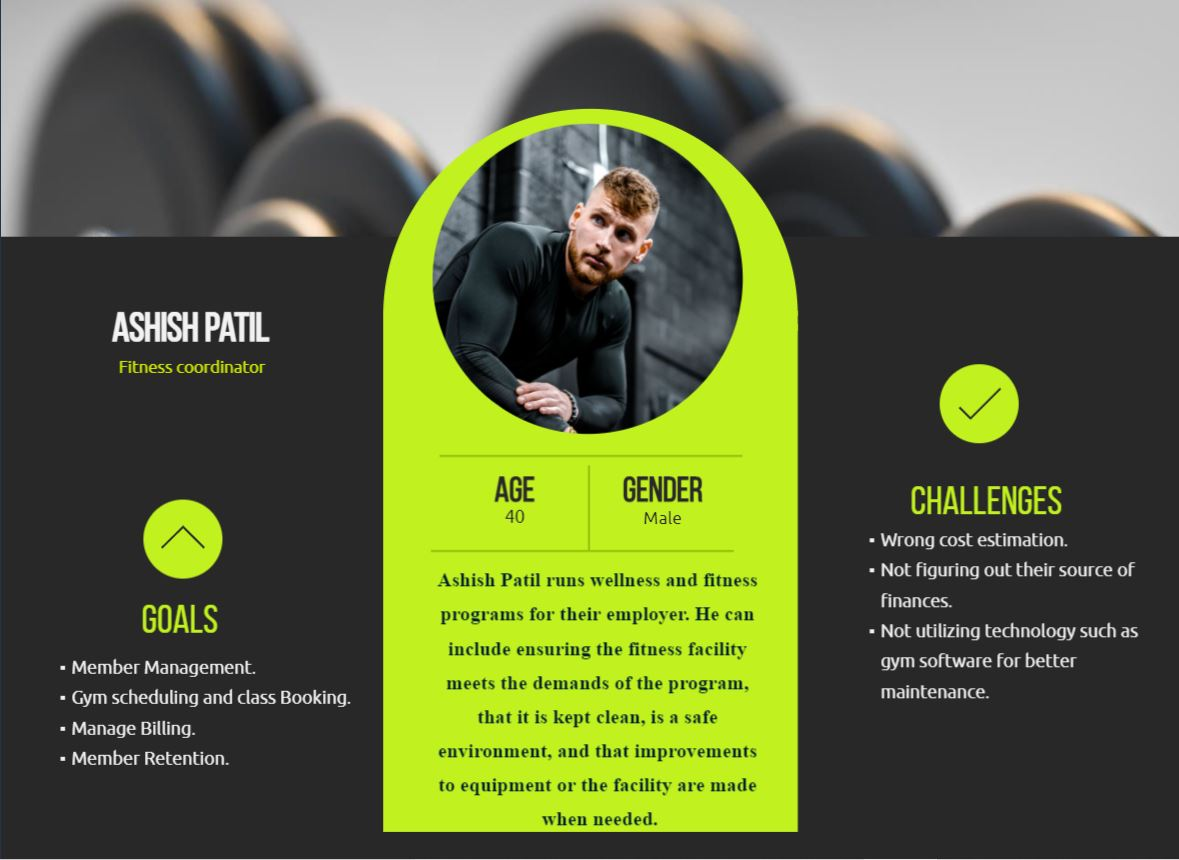 ASHISH PATIL
Fitness coordinator
GOALS
▪ Member Management.
▪ Gym scheduling and class Booking.
▪ Manage Billing.
▪ Member Retention.
AGE
40
GENDER
Male
Ashish Patil runs wellness and fitness
programs for their employer. He can
include ensuring the fitness facility
meets the demands of the program,
that it is kept clean, is a safe
environment, and that improvements
to equipment or the facility are made
when needed.
CHALLENGES
▪ Wrong cost estimation.
▪ Not figuring out their source of
finances.
▪ Not utilizing technology such as
gym software for better
maintenance.